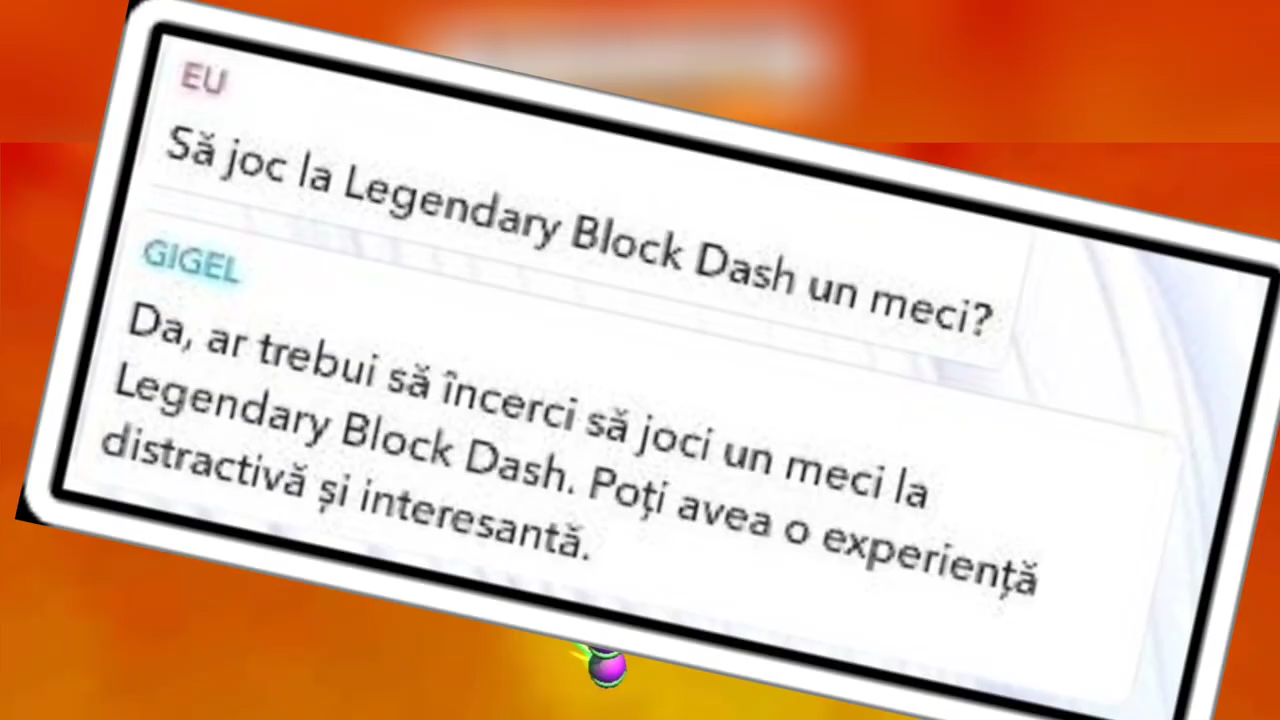 EU
Să joc la Legendary Block Dash un meci?
GIGEL
Da, ar trebui să încerci să joci un meci la
Legendary Block Dash. Poți avea o experiență
distractivă și interesantă.